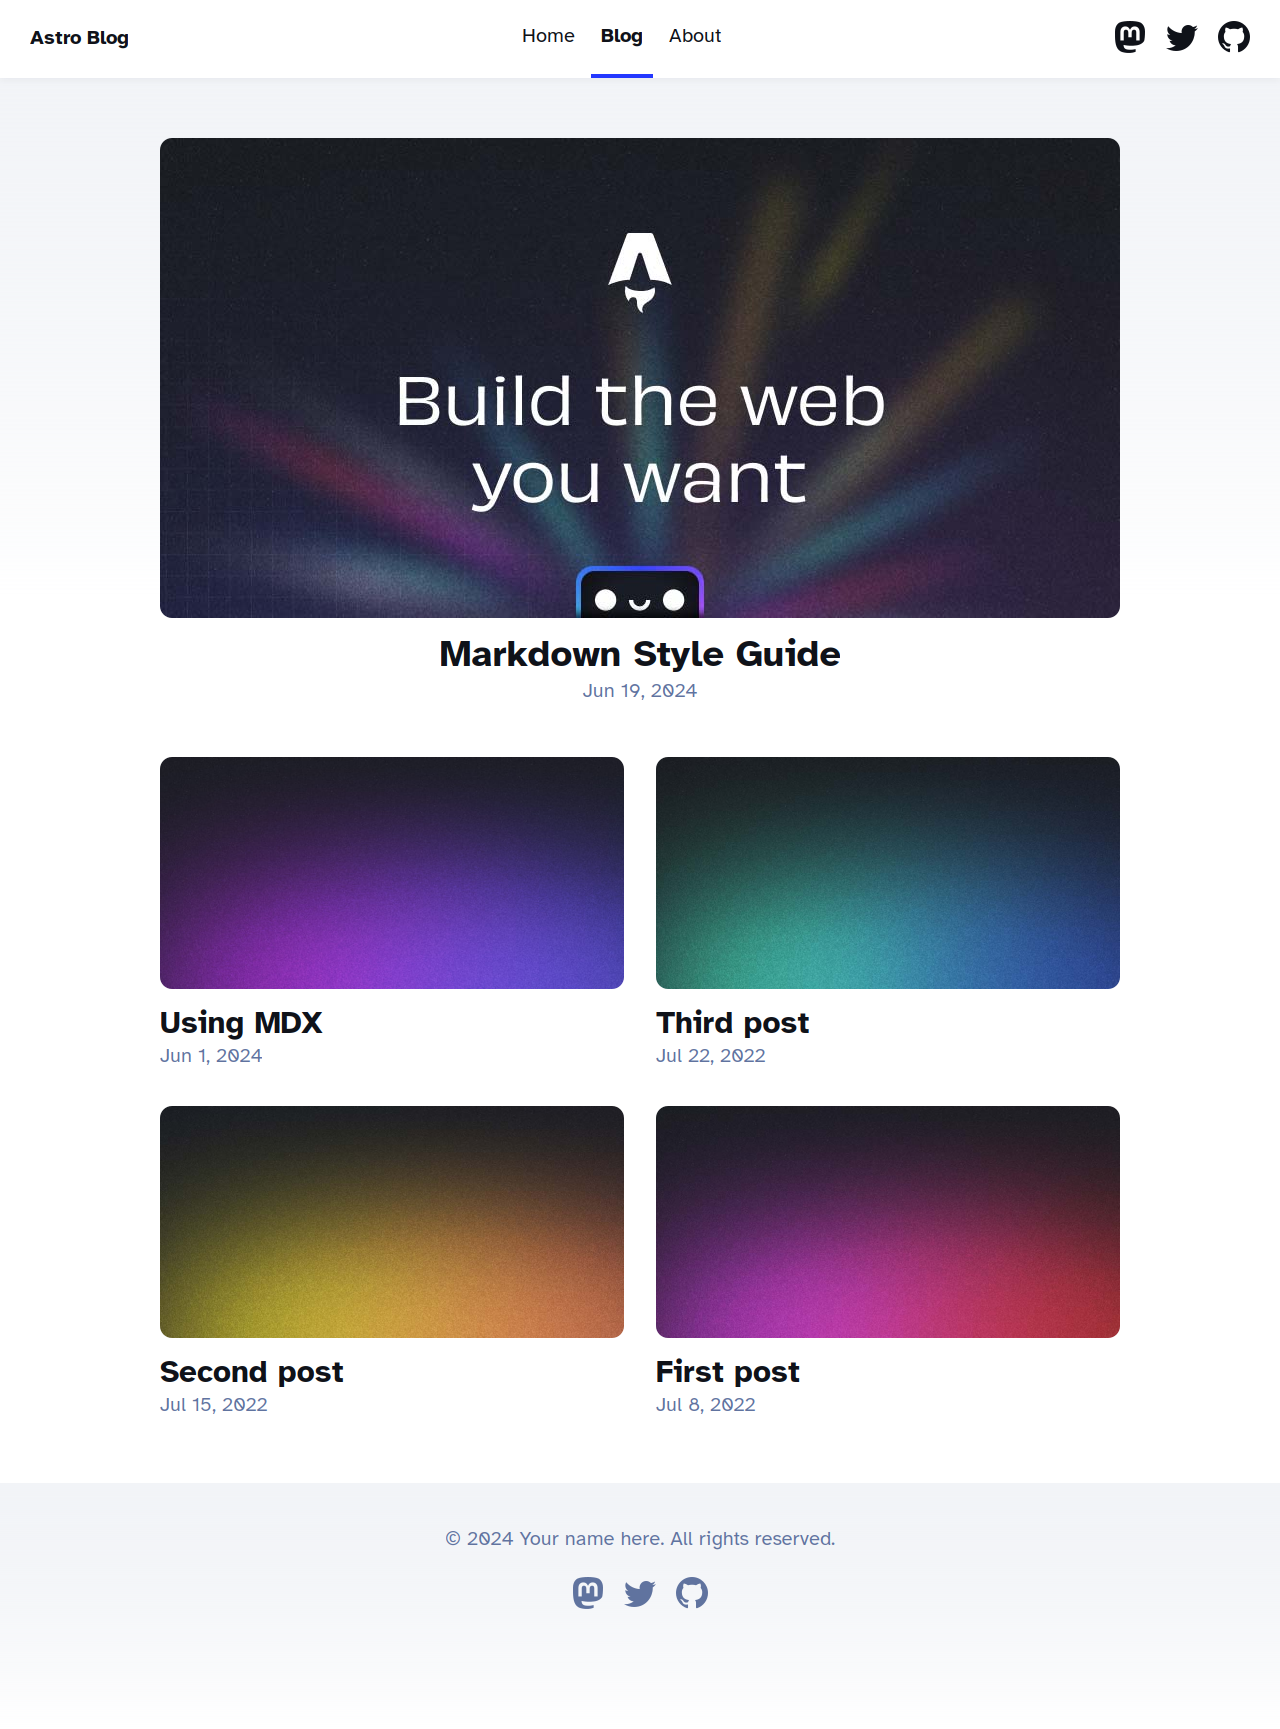 Astro Blog
Home Blog About
Build the web
you want
Markdown Style Guide
Jun 19, 2024
Using MDX
Jun 1, 2024
Third post
Jul 22, 2022
Second post
Jul 15, 2022
First post
Jul 8, 2022
© 2024 Your name here. All rights reserved.